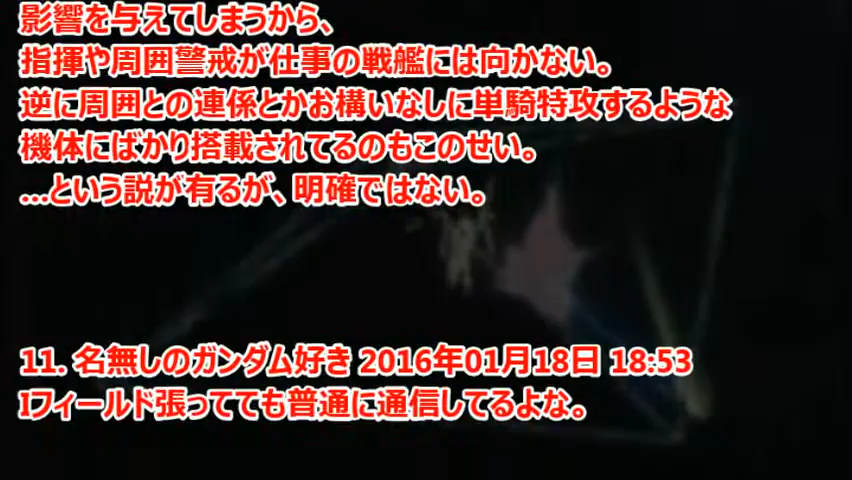 影響を与えてしまうから、
指揮や周囲警戒が仕事の戦艦には向かない。
逆に周囲との連係とかお構いなしに単騎特攻するような
機体にばかり搭載されてるのもこのせい。
…という説が有るが、明確ではない。
11. 名無しのガンダム好き 2016年01月18日 18:53
Iフィールド張ってても普通に通信してるよな。